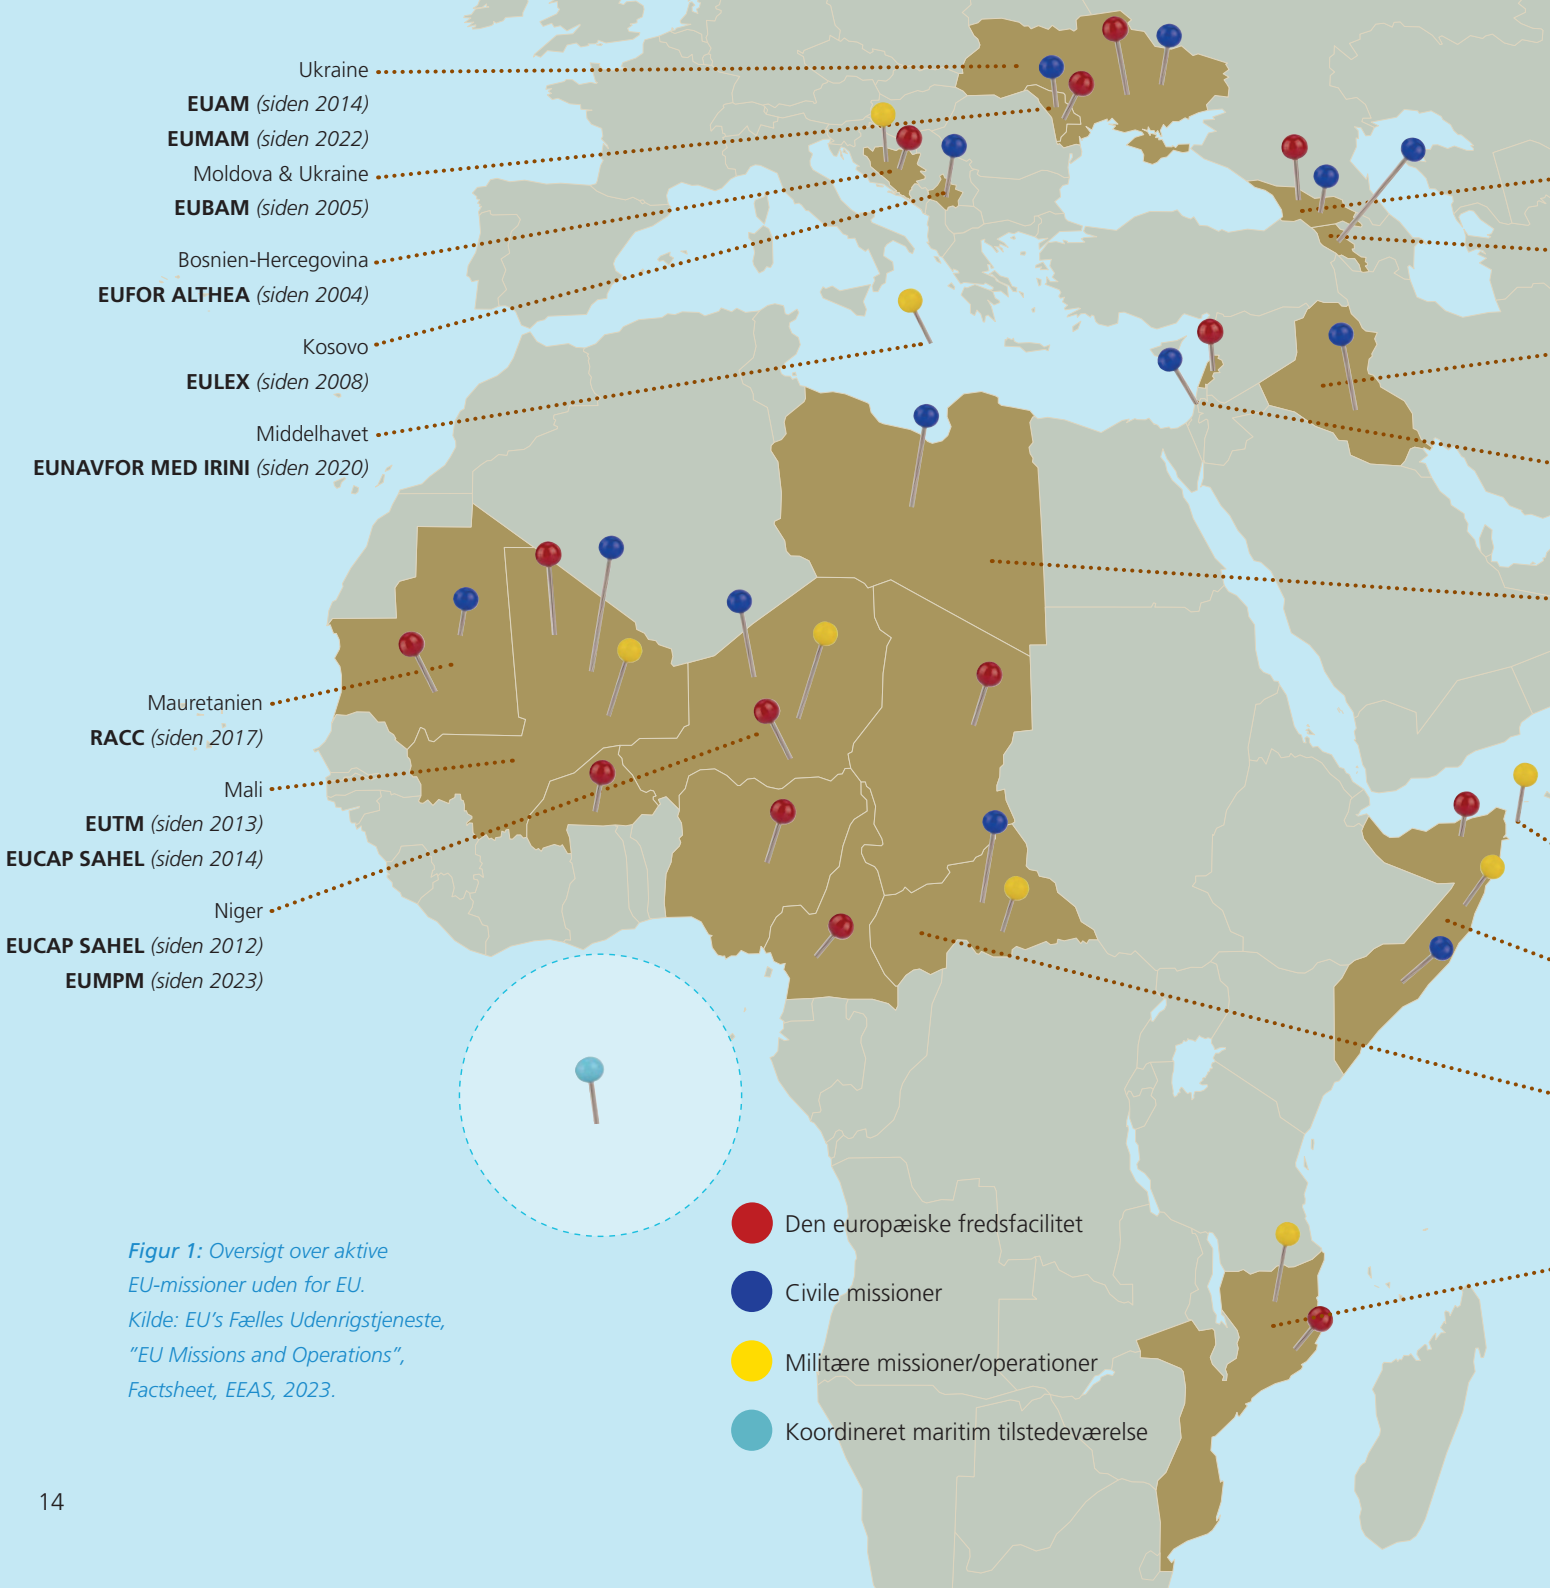 Ukraine
EUAM (siden 2014)
EUMAM (siden 2022)
Moldova & Ukraine
EUBAM (siden 2005)
Bosnien-Hercegovina
EUFOR ALTHEA (siden 2004)
Kosovo
EULEX (siden 2008)
Middelhavet
EUNAVFOR MED IRINI (siden 2020)
Mauretanien
RACC (siden 2017)
Mali
EUTM (siden 2013)
EUCAP SAHEL (siden 2014)
Niger
EUCAP SAHEL (siden 2012)
EUMPM (siden 2023)
Den europæiske fredsfacilitet
Civile missioner
Militære missioner/operationer
Koordineret maritim tilstedeværelse
Figur 1: Oversigt over aktive
EU-missioner uden for EU.
Kilde: EU’s Fælles Udenrigstjeneste,
”EU Missions and Operations”,
Factsheet, EEAS, 2023.
14